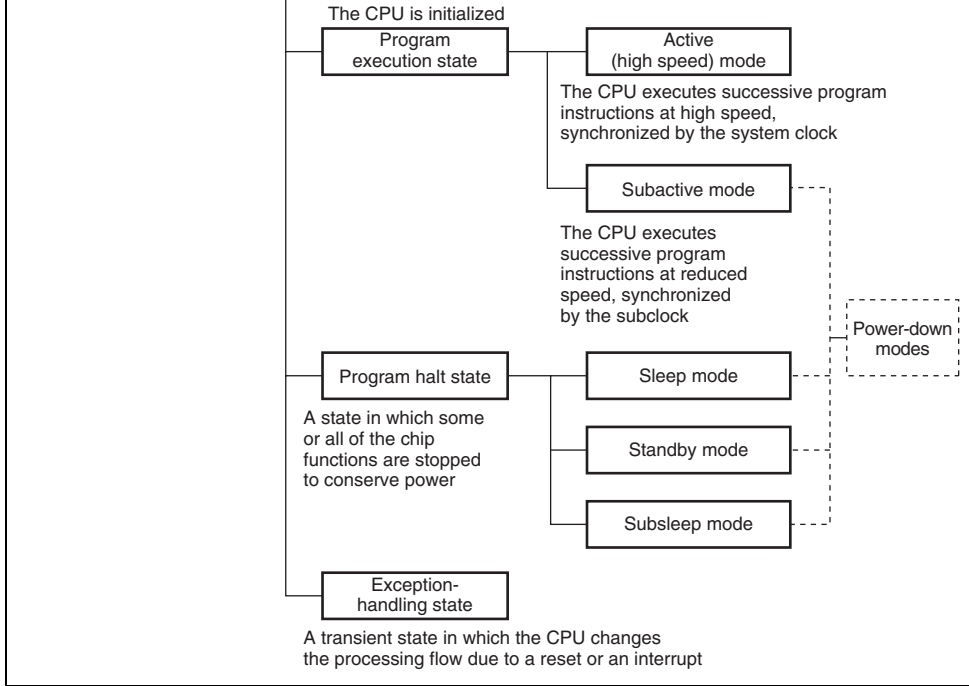 The CPU is initialized
Program
execution state
Active
(high speed) mode
The CPU executes successive program
instructions at high speed,
synchronized by the system clock
Subactive mode
The CPU executes
successive program
instructions at reduced
speed, synchronized
by the subclock
Power-down
modes
Program halt state
A state in which some
or all of the chip
functions are stopped
to conserve power
Sleep mode
Standby mode
Subsleep mode
Exception-
handling state
A transient state in which the CPU changes
the processing flow due to a reset or an interrupt